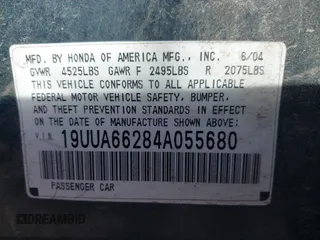 MFD. BY HONDA OF AMERICA MFG., INC. 6/04
GVWR 4525LBS GAWR F 2495LBS R 2075LBS
THIS VEHICLE CONFORMS TO ALL APPLICABLE
FEDERAL MOTOR VEHICLE SAFETY, BUMPER,
AND THEFT PREVENTION STANDARDS IN EFFECT
ON THE DATE OF MANUFACTURE SHOWN ABOVE.
V.I.N. 19UUA66284A055680
PASSENGER CAR
DREAMBID